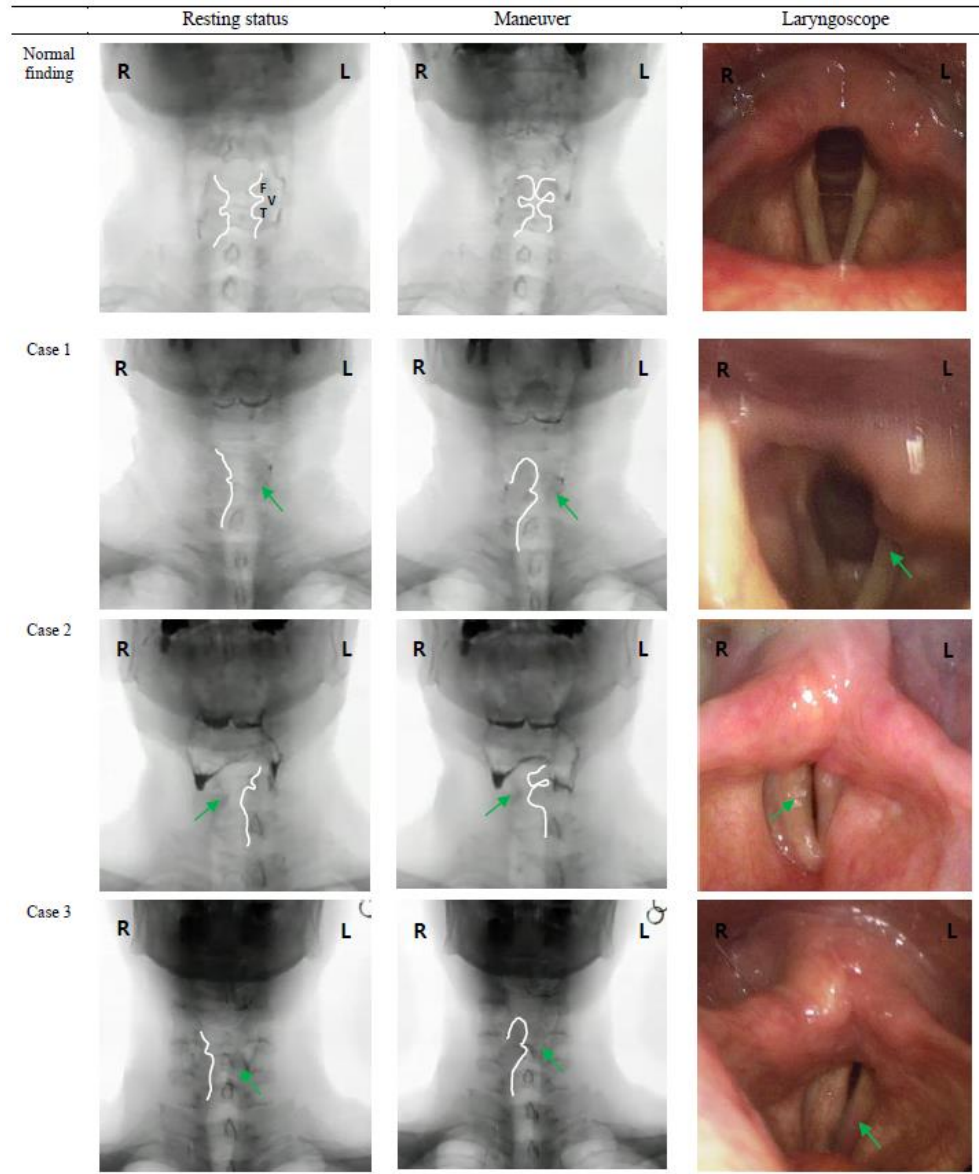 Resting status Maneuver Laryngoscope
Normal
finding
R L R L R L
F
V
T
Case 1
R L R L R L
Case 2
R L R L R L
Case 3
R L R L R L